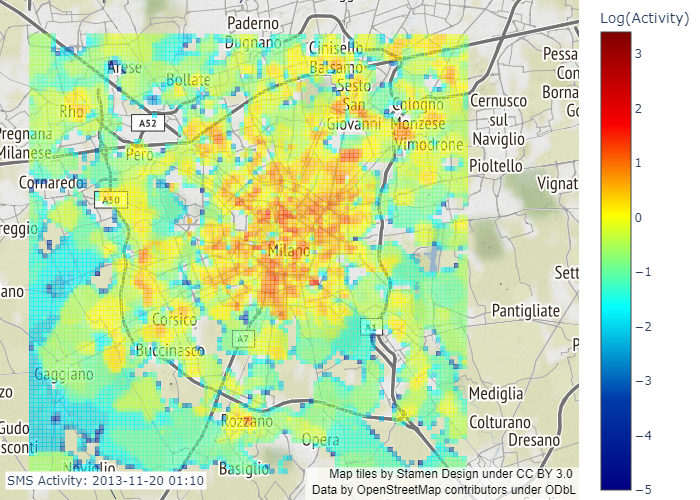 Log(Activity)
Paderno
Dugnano
Cinisello
Balsamo
Arese
Bollate
Sesto
San
Giovanni
Cologno
Monzese
Cernusco
sul
Naviglio
Pessa
Con
Borna
Go
Rho
A52
Pregnana
Milanese
Pero
Vimodrone
Pioltello
Cornaredo
A50
Vignat
reggio
Milano
Sett
ano
Pantigliate
Corsico
A7
A1
Buccinasco
P
Gaggiano
zo
Mediglia
Rozzano
Colturano
Gudo
Opera
Dresano
sconti
Noviglio
Basiglio
3
2
1
0
−1
−2
−3
−4
−5
SMS Activity: 2013-11-20 01:10
Map tiles by Stamen Design under CC BY 3.0
Data by OpenStreetMap contributors under ODbL